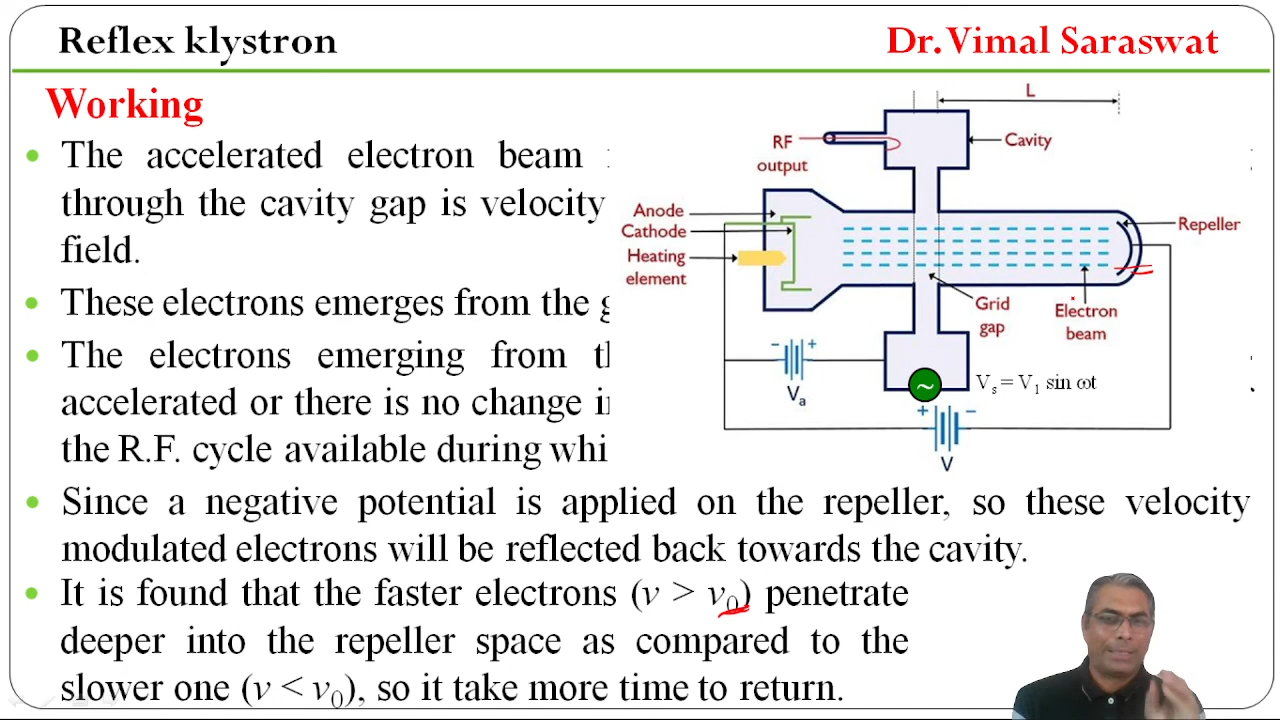 Reflex klystron
Dr. Vimal Saraswat
Working
The accelerated electron beam
through the cavity gap is velocity
field.
These electrons emerges from the
The electrons emerging from
accelerated or there is no change
the R.F. cycle available during
Since a negative potential is applied on the repeller, so these velocity
modulated electrons will be reflected back towards the cavity.
It is found that the faster electrons (v > v₀) penetrate
deeper into the repeller space as compared to the
slower one (v < v₀), so it take more time to return.
L
RF
output
Cavity
Anode
Cathode
Heating
element
Repeller
Grid
gap
Electron
beam
- +
Vₐ
~
Vₛ = V₁ sin ωt
+ -
V